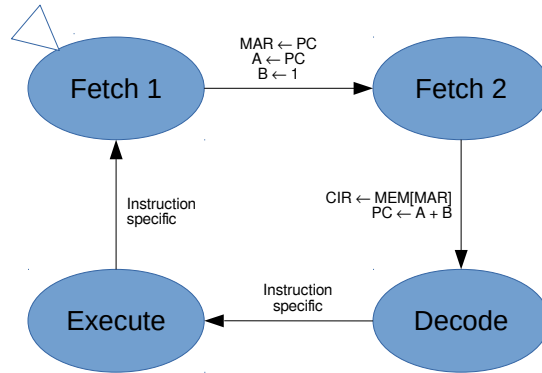 Fetch 1
MAR ← PC
A ← PC
B ← 1
Fetch 2
CIR ← MEM[MAR]
PC ← A + B
Instruction
specific
Instruction
specific
Execute
Decode